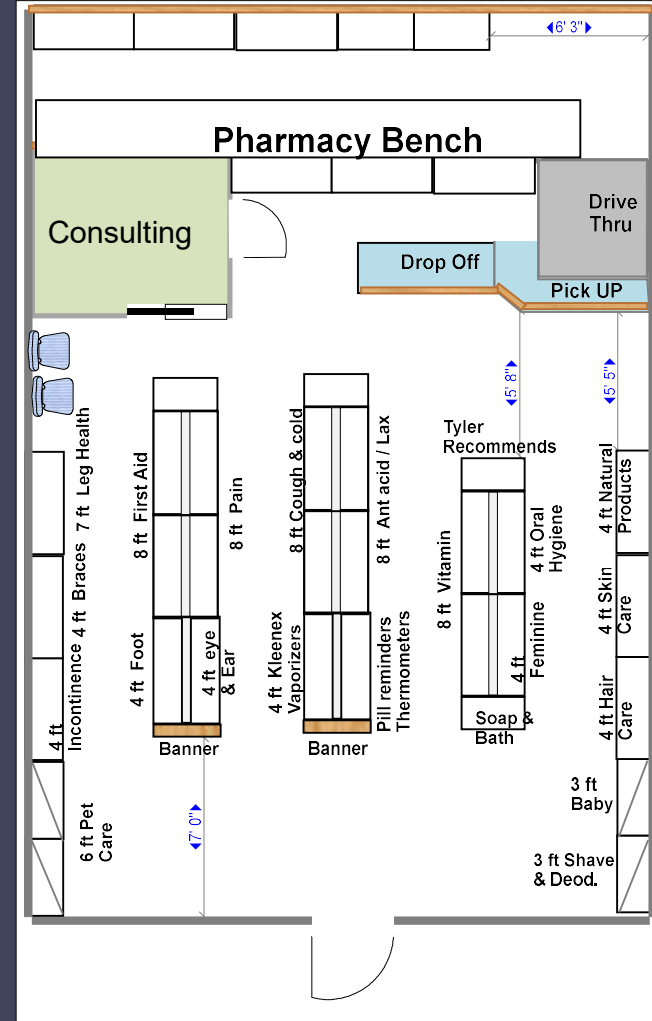 6' 3"
Pharmacy Bench
Consulting
Drive
Thru
Drop Off
Pick UP
5' 8"
5' 5"
Tyler
Recommends
7 ft Leg Health
4 ft Braces
4 ft
Incontinence
6 ft Pet
Care
8 ft First Aid
4 ft Foot
8 ft Pain
4 ft eye
& Ear
Banner
8 ft Cough & cold
4 ft Kleenex
Vaporizers
8 ft Ant acid / Lax
Pill reminders
Thermometers
Banner
8 ft Vitamin
4 ft Oral
Hygiene
4 ft
Feminine
Soap &
Bath
4 ft Natural
Products
4 ft Skin
Care
4 ft Hair
Care
3 ft
Baby
3 ft Shave
& Deod.
7' 0"